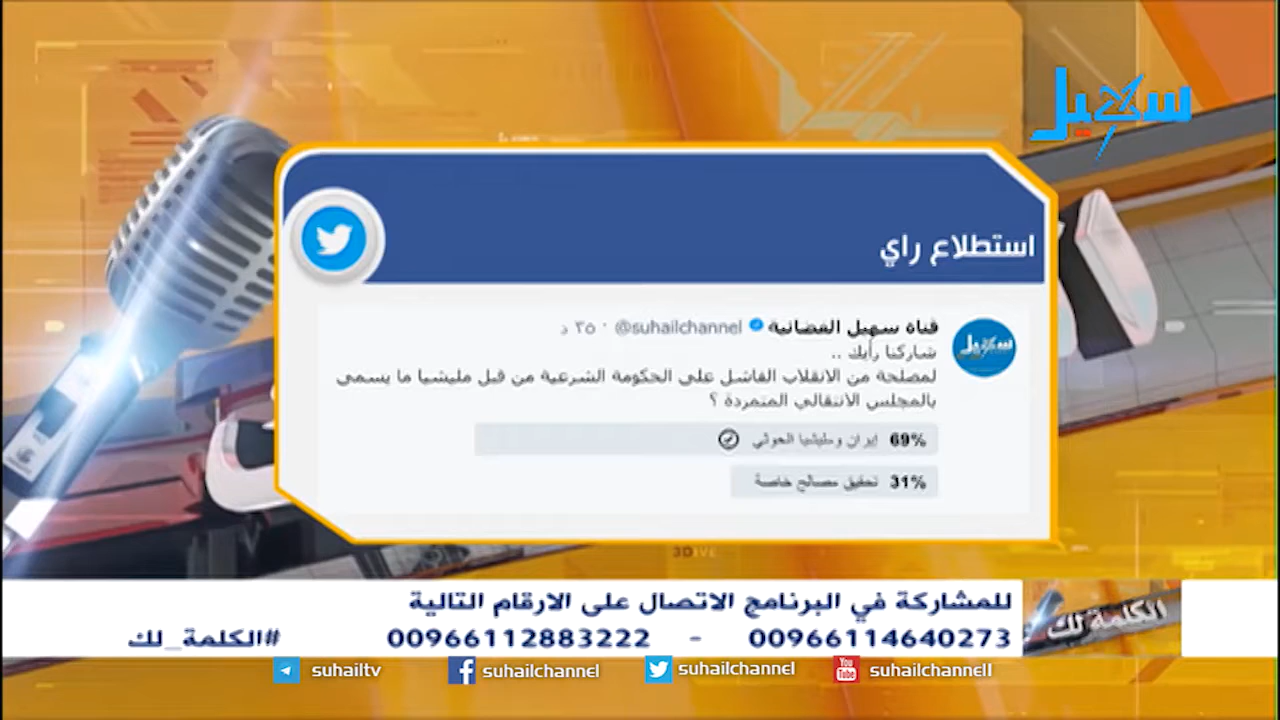 سهيل
استطلاع راي
قناة سهيل الفضائية @suhailchannel · ٣٥ د
شاركنا رأيك ..
لمصلحة من الانقلاب الفاشل على الحكومة الشرعية من قبل مليشيا ما يسمى
بالمجلس الانتقالي المتمردة ؟
69% إيران ومليشيا الحوثي
31% تحقيق مصالح خاصة
للمشاركة في البرنامج الاتصال على الارقام التالية
00966114640273 - 00966112883222 #الكلمة_لك
الكلمة لك
suhailtv suhailchannel suhailchannel suhailchannell